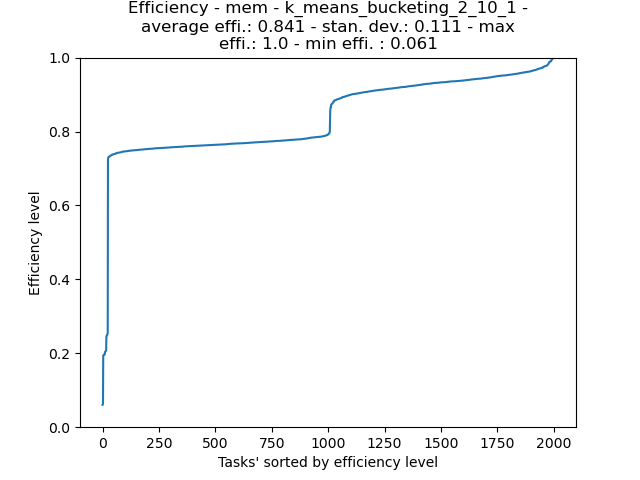 Efficiency - mem - k_means_bucketing_2_10_1 -
average effi.: 0.841 - stan. dev.: 0.111 - max
effi.: 1.0 - min effi. : 0.061
1.0
0.8
0.6
0.4
0.2
0.0
Efficiency level
0 250 500 750 1000 1250 1500 1750 2000
Tasks' sorted by efficiency level